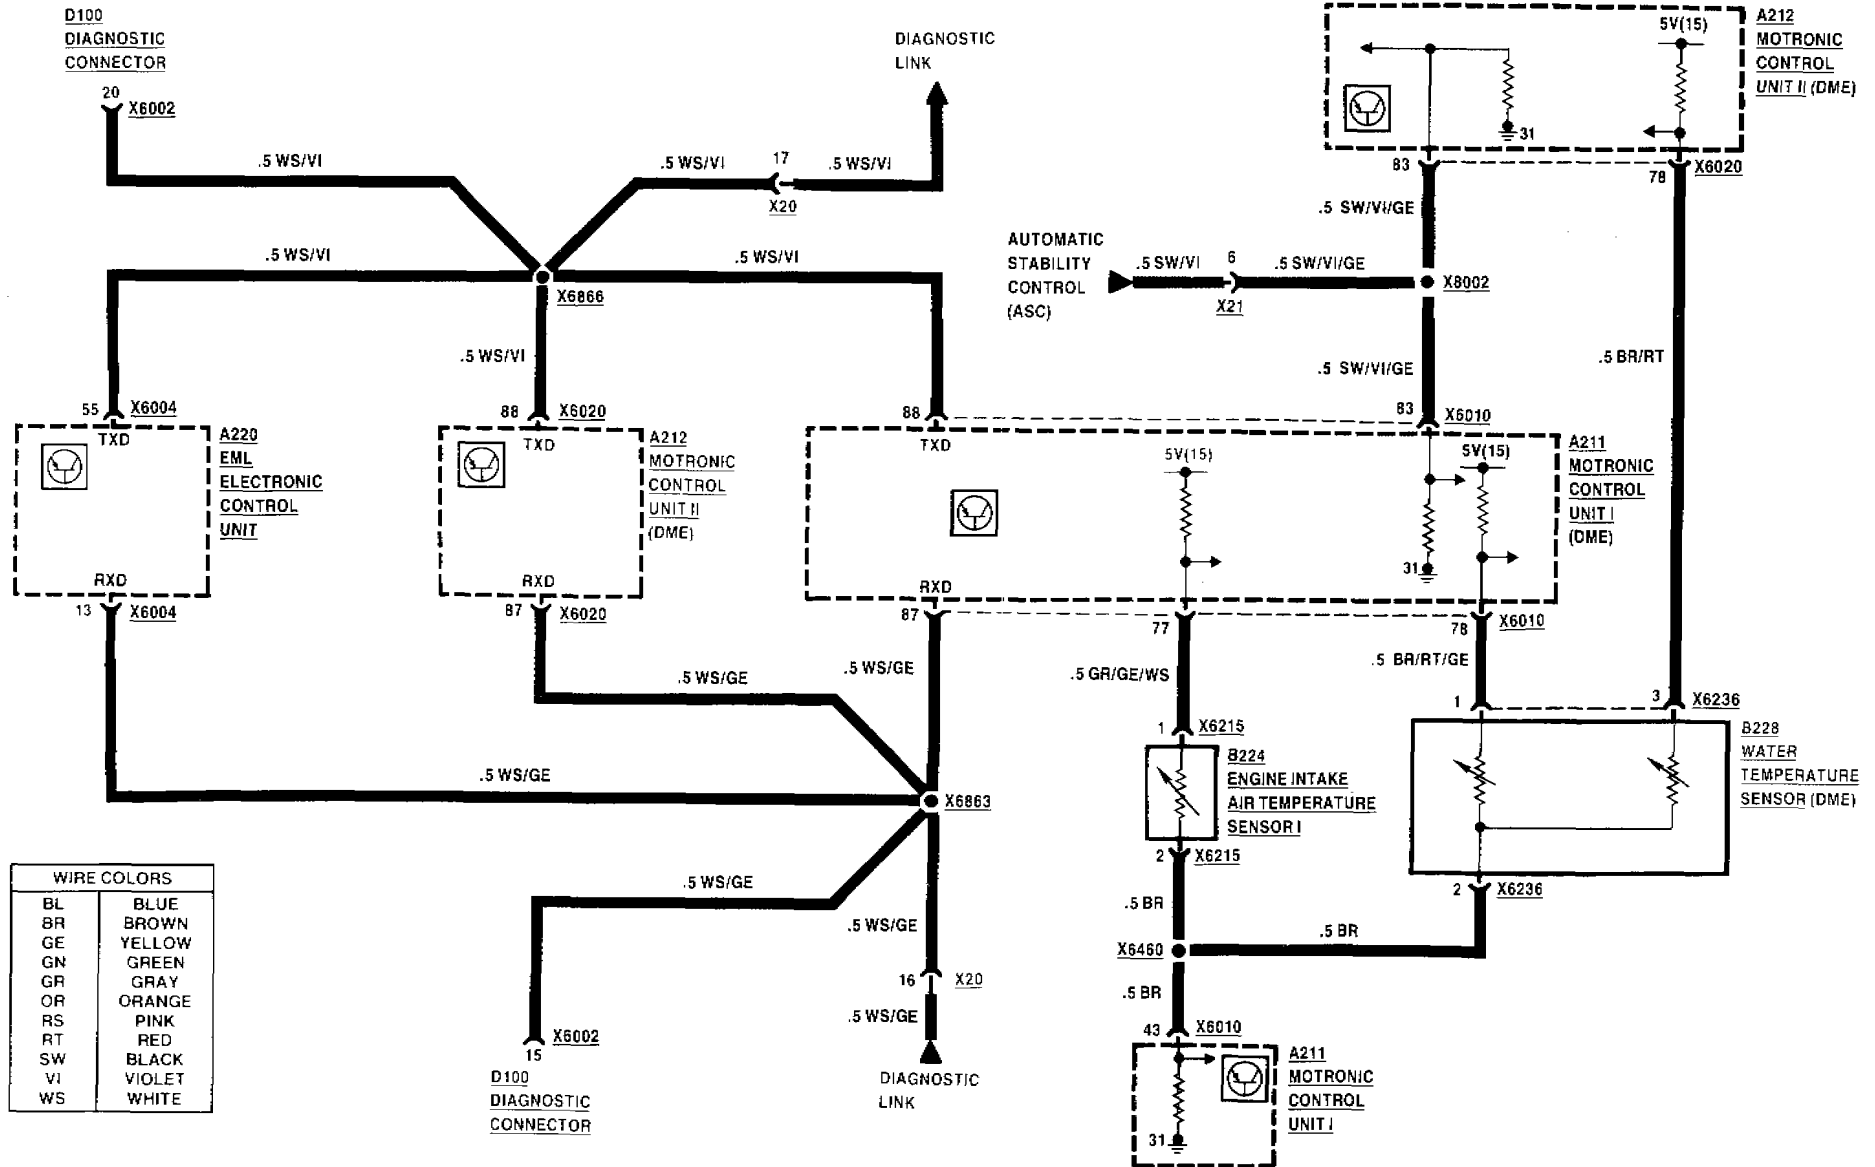 D100
DIAGNOSTIC
CONNECTOR
20
X6002
.5 WS/VI
.5 WS/VI
17
X20
.5 WS/VI
DIAGNOSTIC
LINK
.5 WS/VI
.5 WS/VI
X6866
.5 WS/VI
55
X6004
TXD
A220
EML
ELECTRONIC
CONTROL
UNIT
RXD
13
X6004
88
X6020
TXD
A212
MOTRONIC
CONTROL
UNIT II
(DME)
RXD
87
X6020
88
TXD
5V(15)
5V(15)
31
RXD
87
77
78
X6010
A211
MOTRONIC
CONTROL
UNIT I
(DME)
5V(15)
31
A212
MOTRONIC
CONTROL
UNIT II (DME)
83
78
X6020
.5 SW/VI/GE
AUTOMATIC
STABILITY
CONTROL
(ASC)
.5 SW/VI
6
X21
.5 SW/VI/GE
X8002
.5 SW/VI/GE
83
X6010
.5 BR/RT
.5 WS/GE
.5 WS/GE
.5 WS/GE
X6863
.5 WS/GE
.5 WS/GE
16
X20
.5 WS/GE
DIAGNOSTIC
LINK
15
X6002
D100
DIAGNOSTIC
CONNECTOR
.5 GR/GE/WS
1
X6215
B224
ENGINE INTAKE
AIR TEMPERATURE
SENSOR I
2
X6215
.5 BR/RT/GE
1
3
X6236
B228
WATER
TEMPERATURE
SENSOR (DME)
2
X6236
.5 BR
.5 BR
X6460
.5 BR
43
X6010
A211
MOTRONIC
CONTROL
UNIT I
31
WIRE COLORS
BL BLUE
BR BROWN
GE YELLOW
GN GREEN
GR GRAY
OR ORANGE
RS PINK
RT RED
SW BLACK
VI VIOLET
WS WHITE